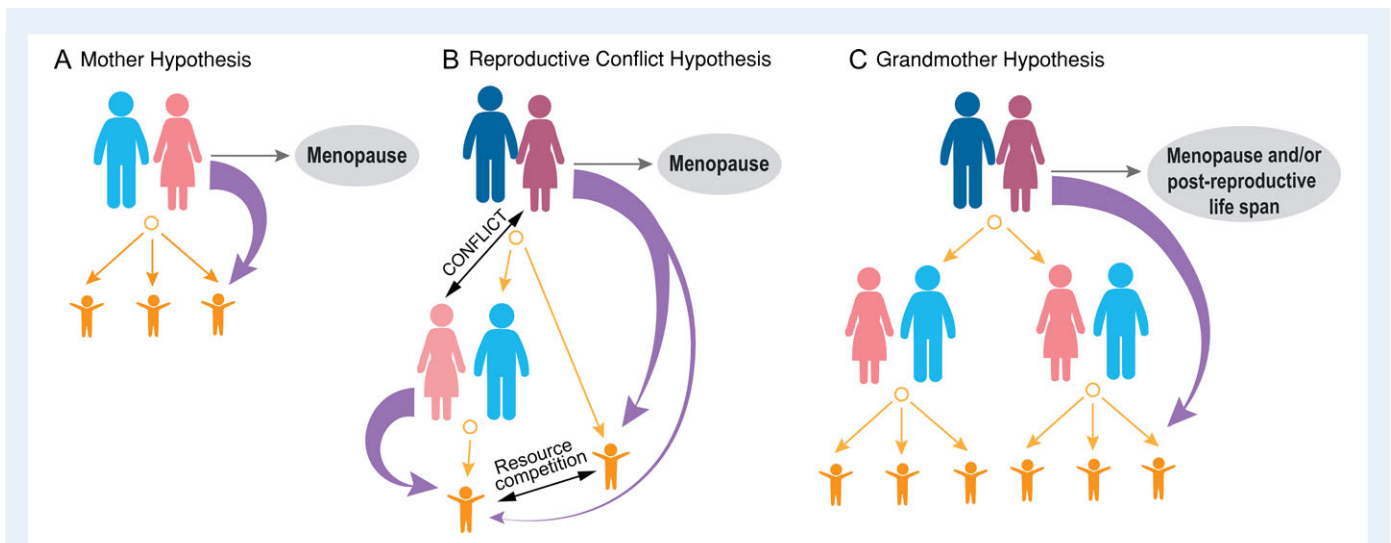 A Mother Hypothesis
Menopause
B Reproductive Conflict Hypothesis
Menopause
CONFLICT
Resource
competition
C Grandmother Hypothesis
Menopause and/or
post-reproductive
life span